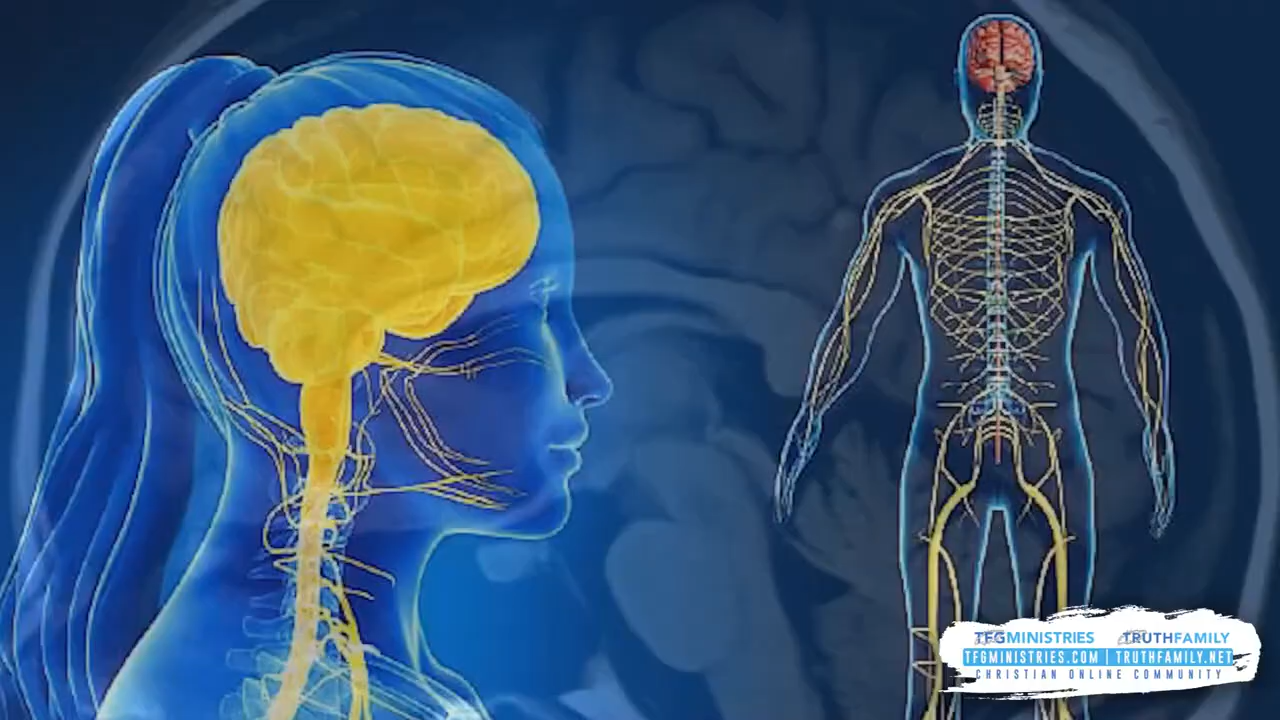 TFGMINISTRIES TRUTHFAMILY
TFGMINISTRIES.COM | TRUTHFAMILY.NET
CHRISTIAN ONLINE COMMUNITY